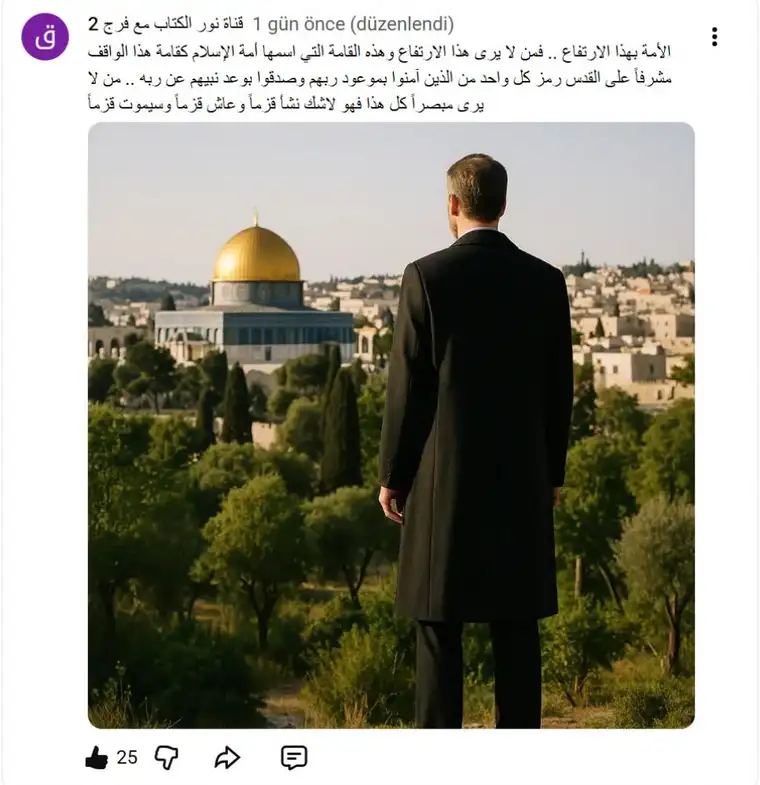 ق
قناة نور الكتاب مع فرج 2 1 gün önce (düzenlendi)
الأمة بهذا الارتفاع .. فمن لا يرى هذا الارتفاع وهذه القامة التي اسمها أمة الإسلام كقامة هذا الواقف
مشرفاً على القدس رمز كل واحد من الذين آمنوا بموعود ربهم وصدقوا بوعد نبيهم عن ربه .. من لا
يرى مبصراً كل هذا فهو لاشك نشأ قزماً وعاش قزماً وسيموت قزماً
25